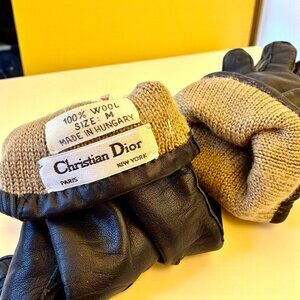 100% WOOL
SIZE: M
MADE IN HUNGARY
Christian Dior
PARIS NEW YORK